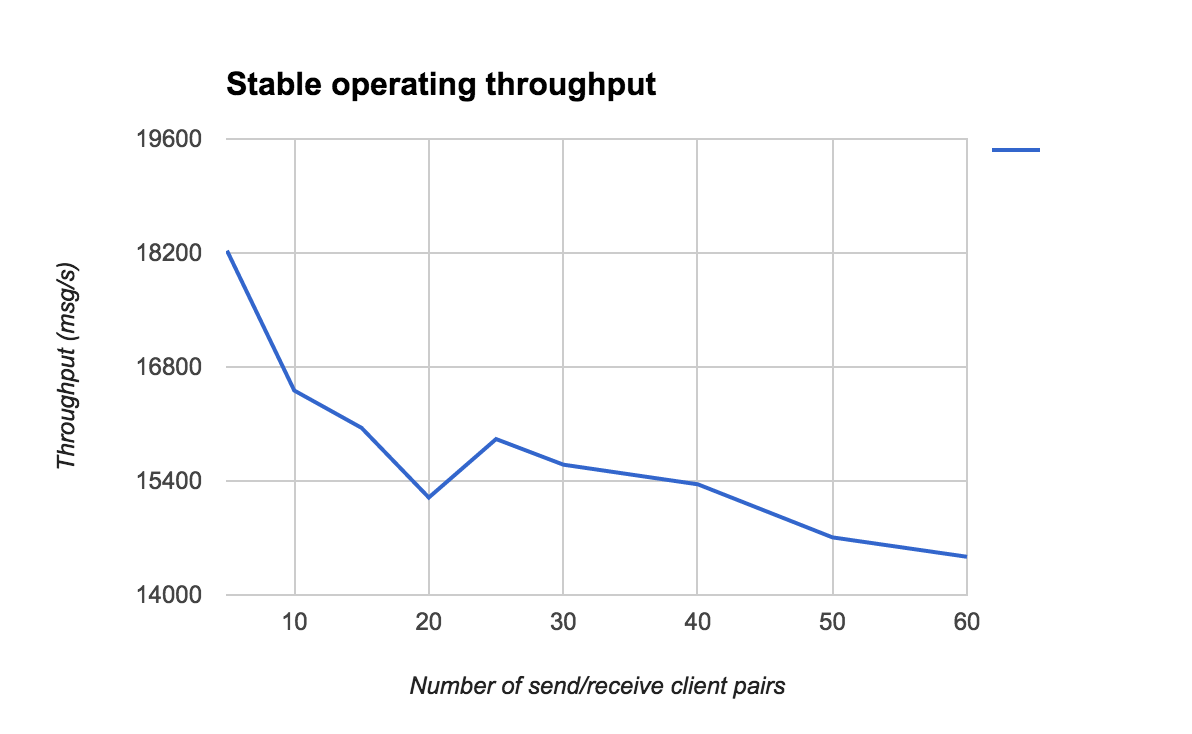 Stable operating throughput
19600
18200
16800
15400
14000
Throughput (msg/s)
10 20 30 40 50 60
Number of send/receive client pairs